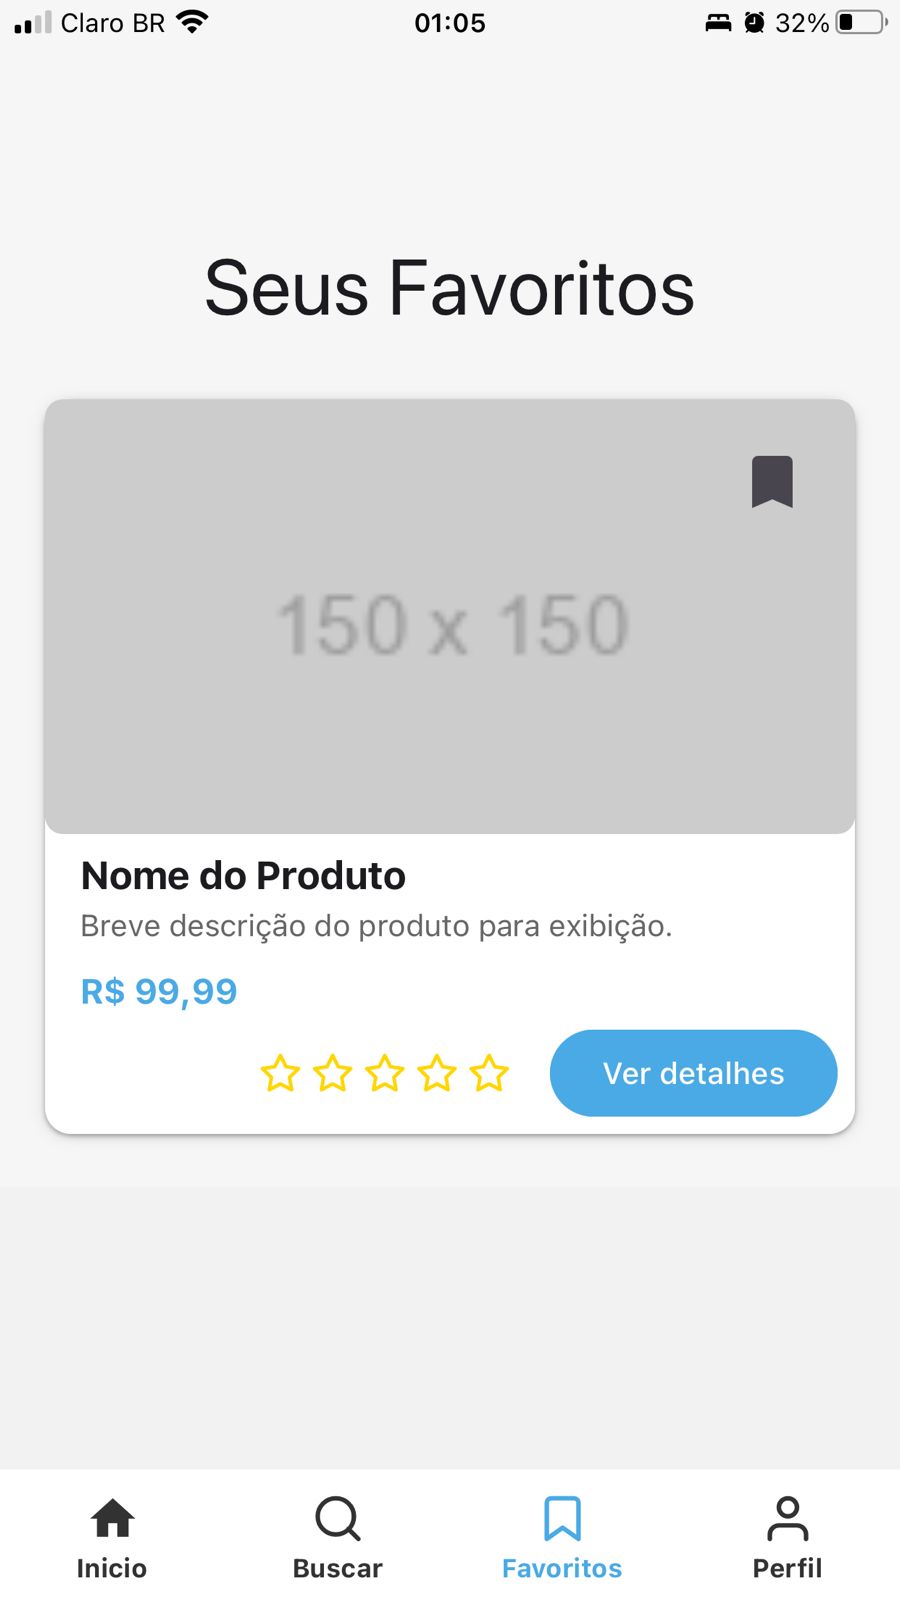 Claro BR 01:05 32%
Seus Favoritos
150 x 150
Nome do Produto
Breve descrição do produto para exibição.
R$ 99,99
Ver detalhes
Inicio Buscar Favoritos Perfil